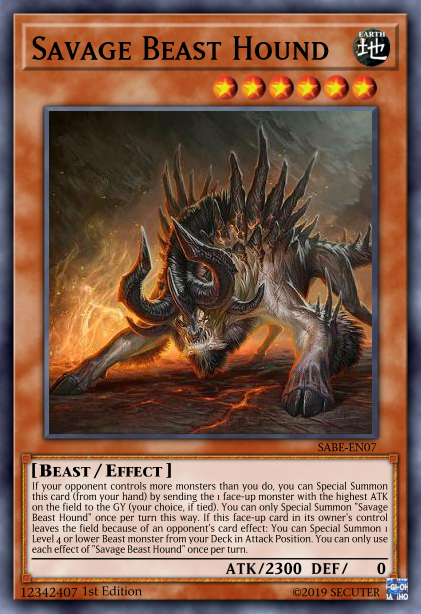 SAVAGE BEAST HOUND
EARTH
地
SABE-EN07
[BEAST / EFFECT]
If your opponent controls more monsters than you do, you can Special Summon
this card (from your hand) by sending the 1 face-up monster with the highest ATK
on the field to the GY (your choice, if tied). You can only Special Summon "Savage
Beast Hound" once per turn this way. If this face-up card in its owner's control
leaves the field because of an opponent's card effect: You can Special Summon 1
Level 4 or lower Beast monster from your Deck in Attack Position. You can only use
each effect of "Savage Beast Hound" once per turn.
ATK/2300 DEF/ 0
12342407 1st Edition ©2019 SECUTER